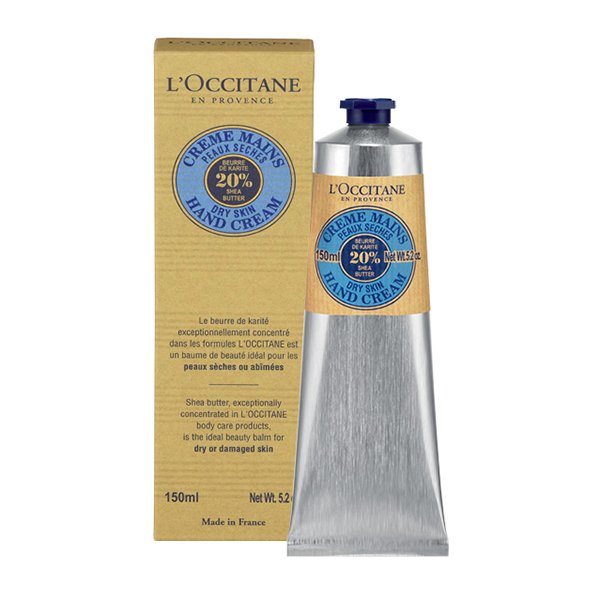 L'OCCITANE
EN PROVENCE
CREME MAINS
PEAUX SECHES
BEURRE
DE KARITE
20%
SHEA
BUTTER
DRY SKIN
HAND CREAM
Le beurre de karité
exceptionnellement concentré
dans les formules L'OCCITANE est
un baume de beauté idéal pour les
peaux sèches ou abîmées
Shea butter, exceptionally
concentrated in L'OCCITANE
body care products,
is the ideal beauty balm for
dry or damaged skin
150ml Net Wt. 5.2
Made in France
L'OCCITANE
EN PROVENCE
CREME MAINS
PEAUX SECHES
BEURRE
DE KARITE
150ml 20% Net Wt. 5.2 oz.
SHEA
BUTTER
DRY SKIN
HAND CREAM